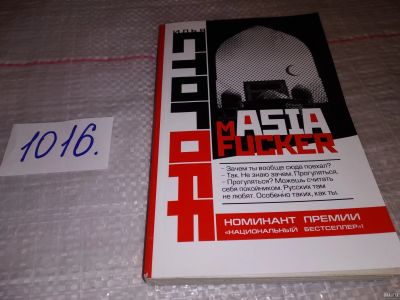 1016.
ИЛЬЯ
СТОГОFF
mASIA
FUCKER
- Зачем ты вообще сюда поехал?
- Так. Не знаю зачем. Прогуляться.
- Прогуляться? Можешь считать
себя покойником. Русских там
не любят. Особенно таких, как ты.
НОМИНАНТ ПРЕМИИ
«НАЦИОНАЛЬНЫЙ БЕСТСЕЛЛЕР»!